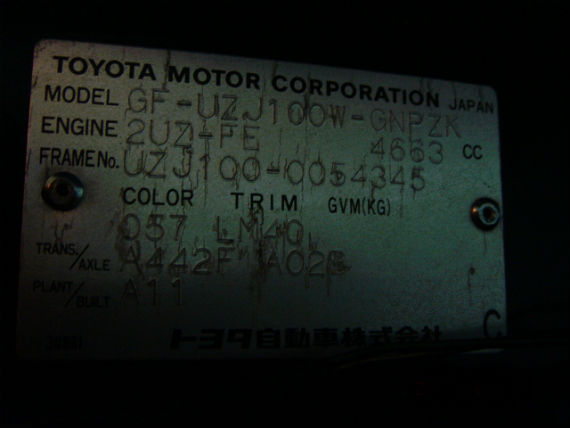 TOYOTA MOTOR CORPORATION JAPAN
MODEL GF-UZJ100W-GNPZK
ENGINE 2UZ-FE 4663 CC
FRAME No. UZJ100-0054345
COLOR TRIM GVM(KG)
057 LM40
TRANS./AXLE A442F A02S
PLANT/BUILT A11
トヨタ自動車株式会社 C